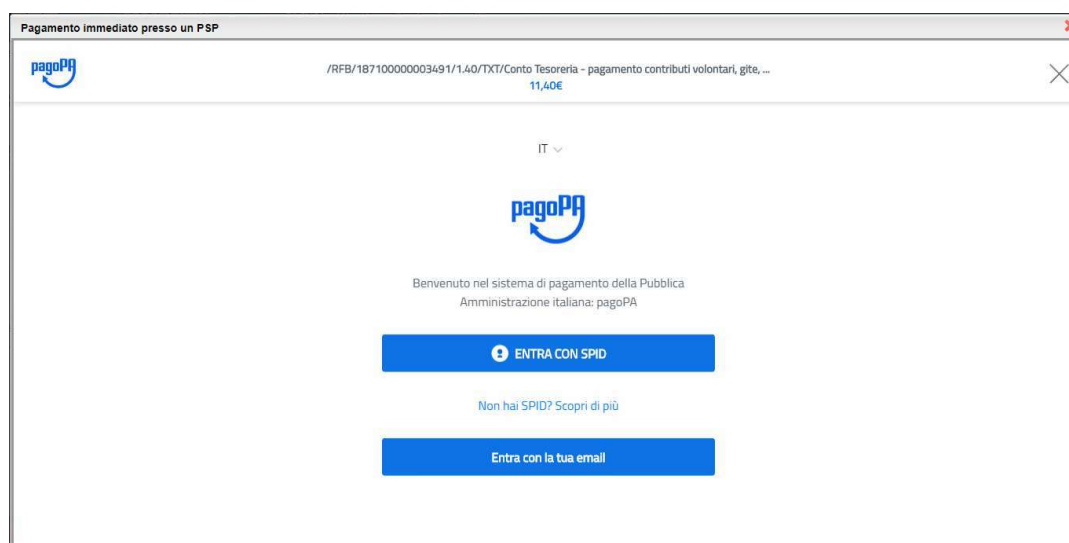 Pagamento immediato presso un PSP
pagoPA
/RFB/187100000003491/1.40/TXT/Conto Tesoreria - pagamento contributi volontari, gite, ...
11,40€
IT
pagoPA
Benvenuto nel sistema di pagamento della Pubblica
Amministrazione italiana: pagoPA
ENTRA CON SPID
Non hai SPID? Scopri di più
Entra con la tua email